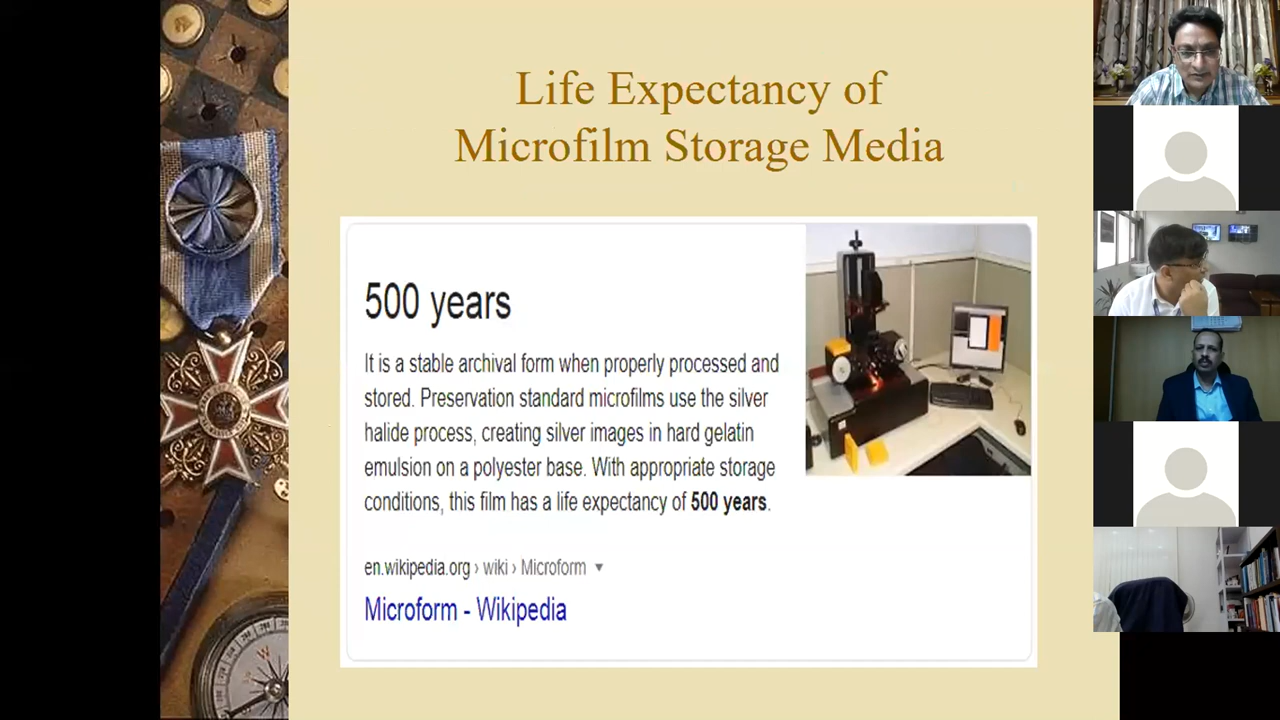 Life Expectancy of
Microfilm Storage Media
500 years
It is a stable archival form when properly processed and
stored. Preservation standard microfilms use the silver
halide process, creating silver images in hard gelatin
emulsion on a polyester base. With appropriate storage
conditions, this film has a life expectancy of 500 years.
en.wikipedia.org › wiki › Microform
Microform - Wikipedia